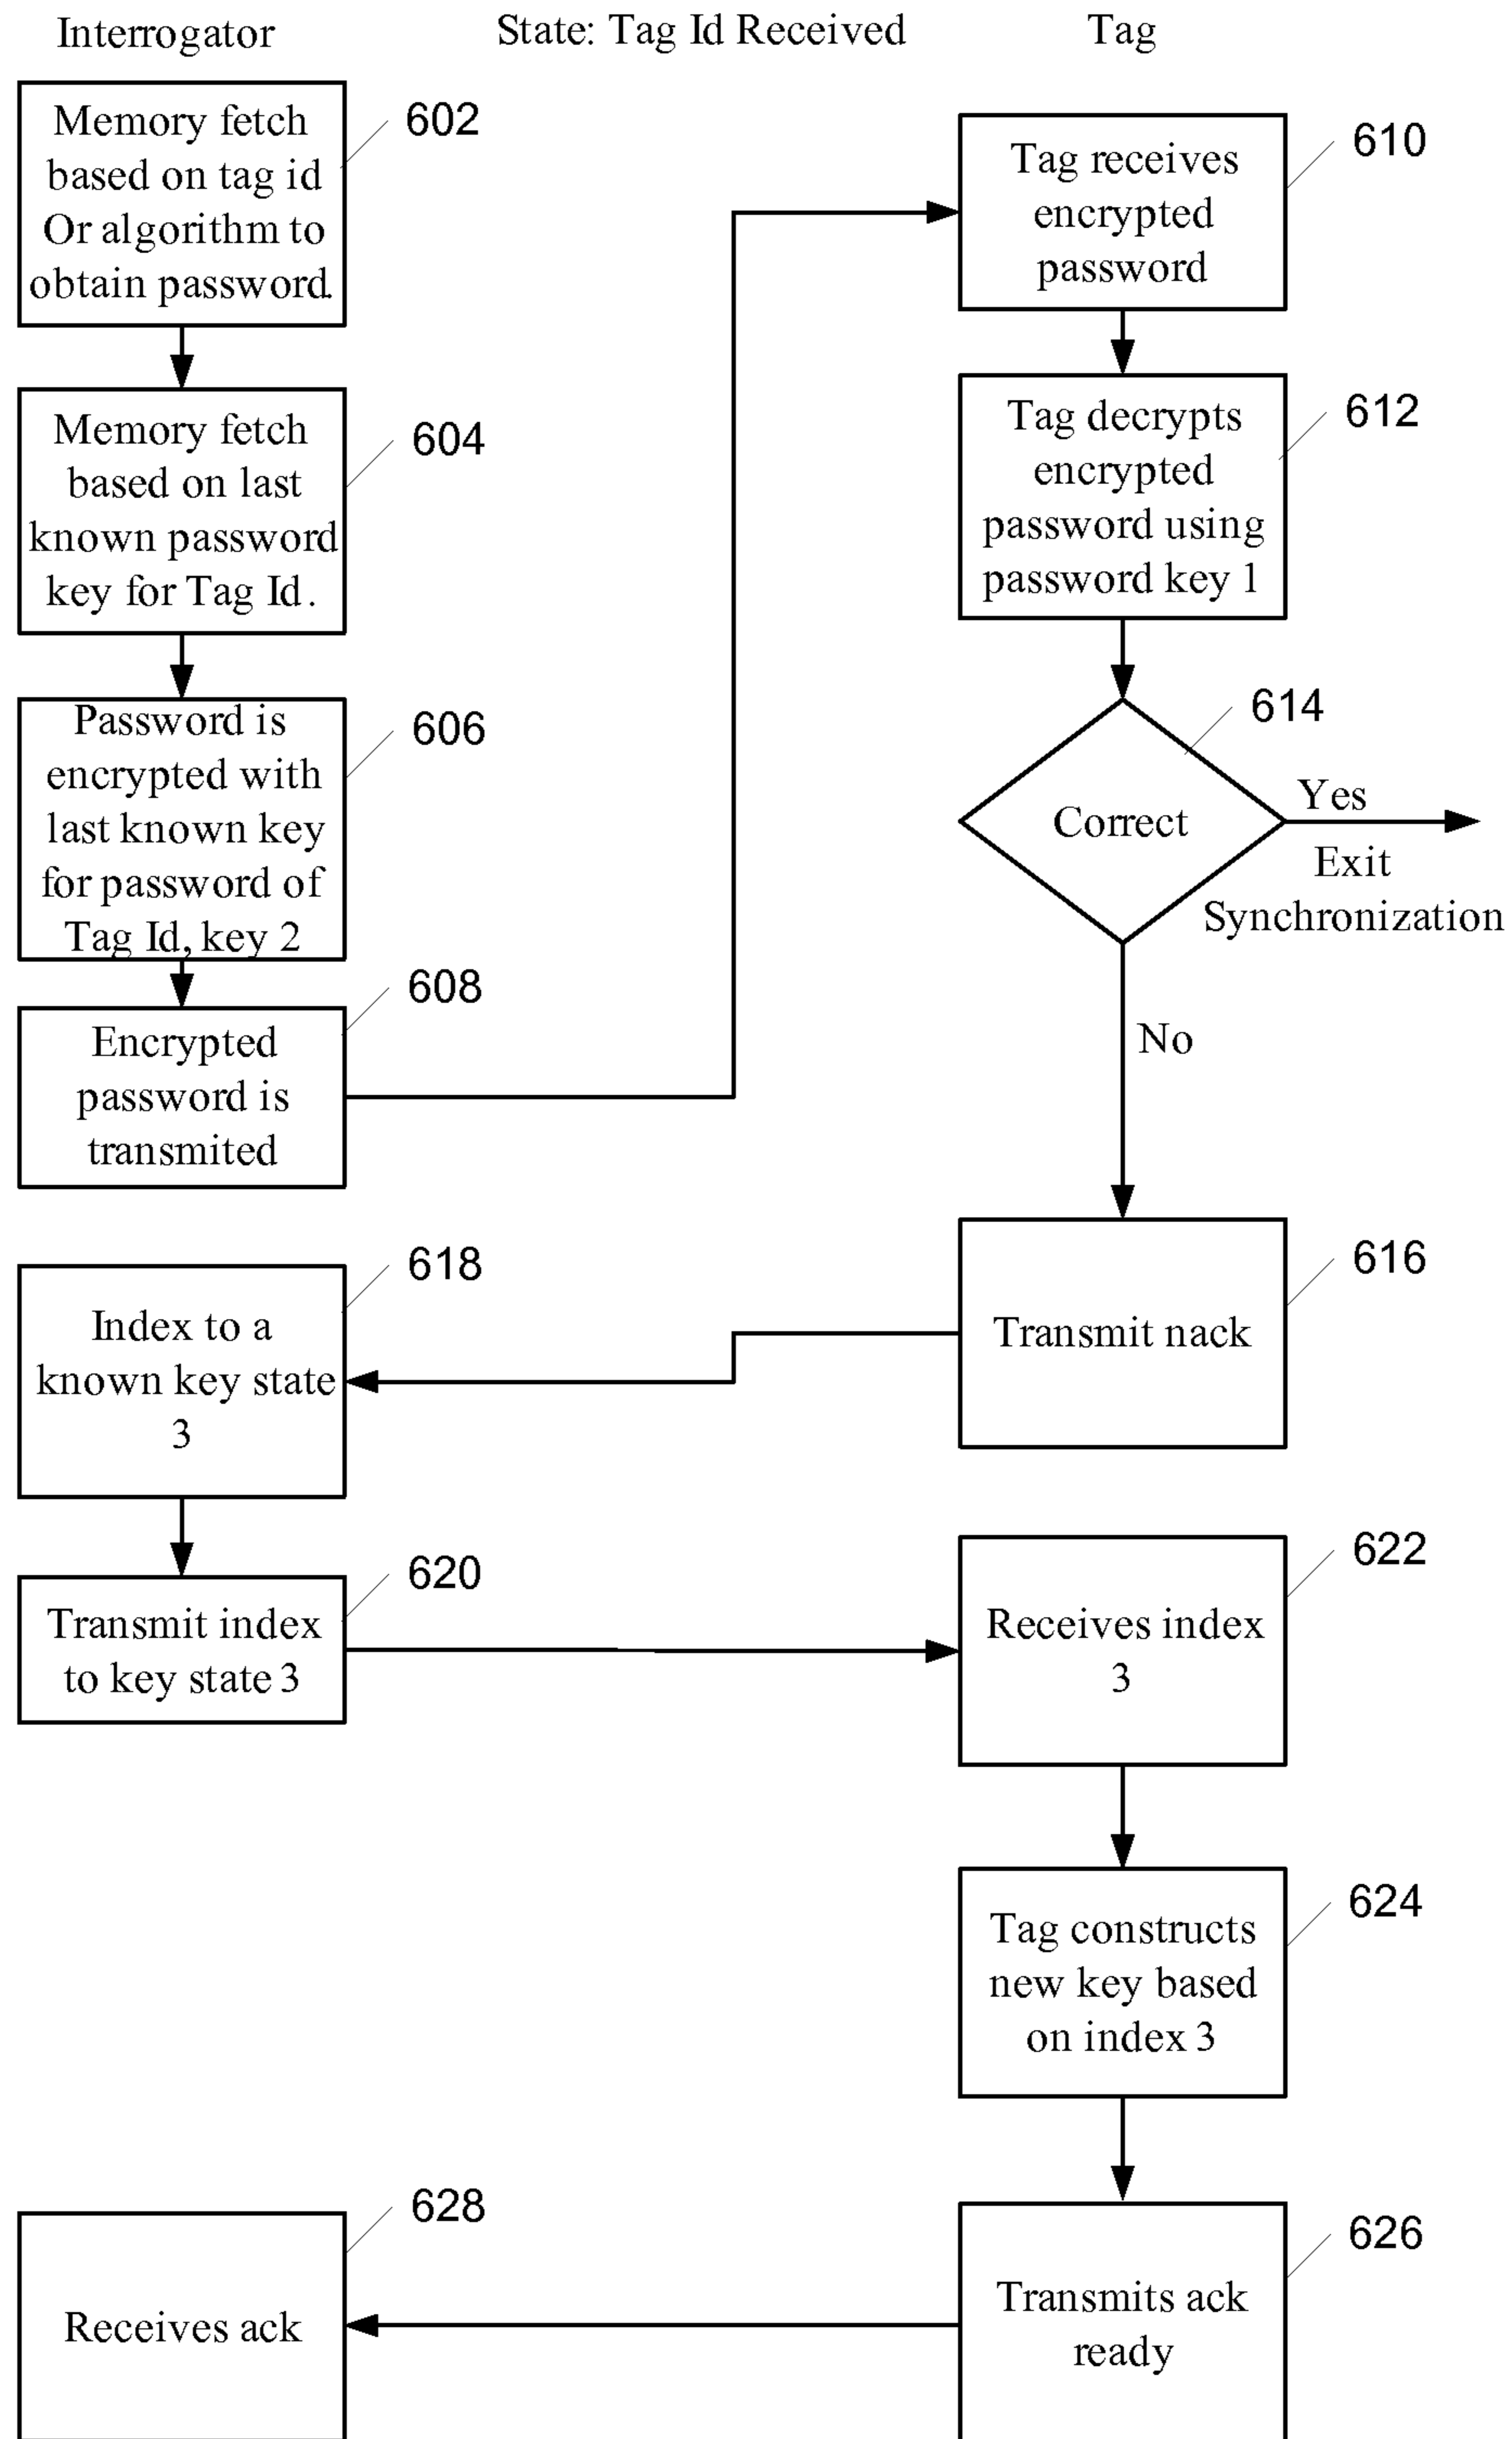 Interrogator
State: Tag Id Received
Tag
Memory fetch
based on tag id
Or algorithm to
obtain password.
602
Memory fetch
based on last
known password
key for Tag Id.
604
Password is
encrypted with
last known key
for password of
Tag Id, key 2
606
Encrypted
password is
transmited
608
Tag receives
encrypted
password
610
Tag decrypts
encrypted
password using
password key 1
612
Correct
614
Yes
Exit
Synchronization
No
Transmit nack
616
Index to a
known key state
3
618
Transmit index
to key state 3
620
Receives index
3
622
Tag constructs
new key based
on index 3
624
Transmits ack
ready
626
Receives ack
628